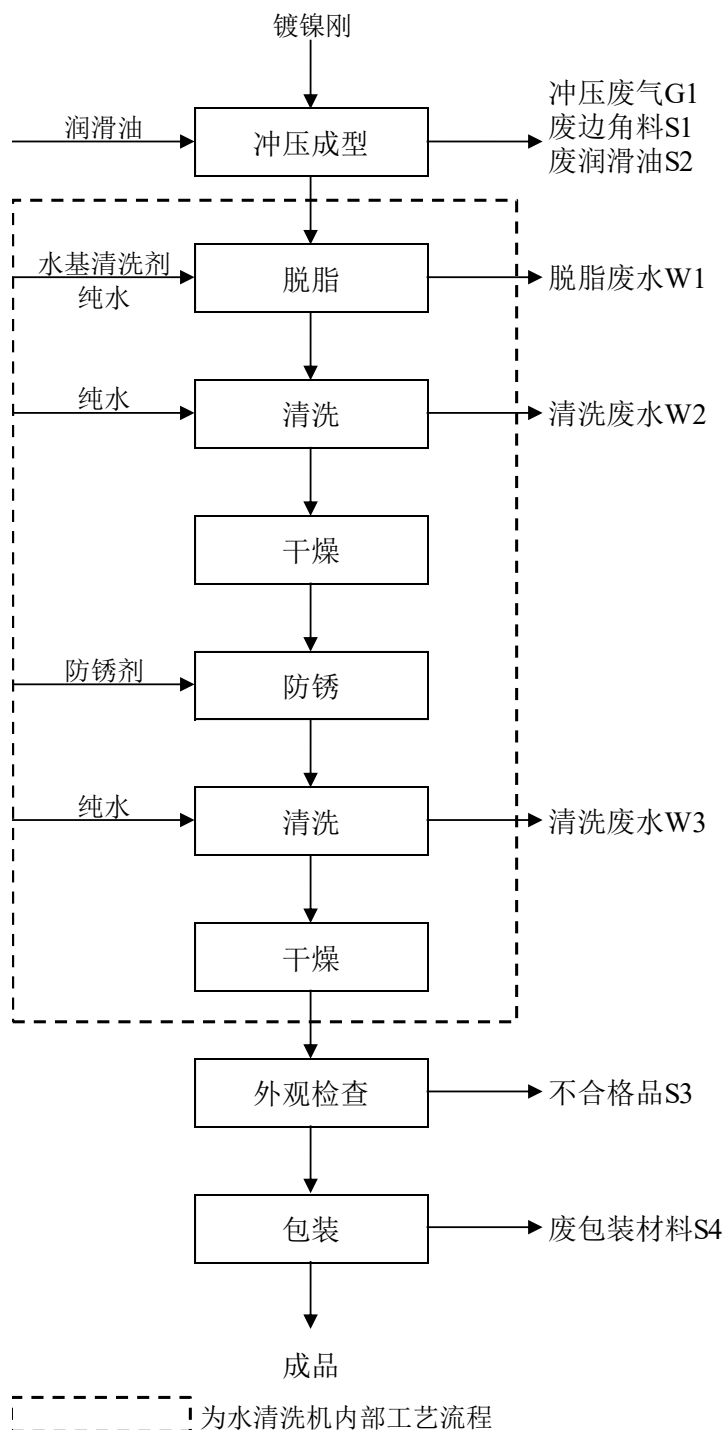 镀镍刚
润滑油
冲压成型
冲压废气G1
废边角料S1
废润滑油S2
水基清洗剂
纯水
脱脂
脱脂废水W1
纯水
清洗
清洗废水W2
干燥
防锈剂
防锈
纯水
清洗
清洗废水W3
干燥
外观检查
不合格品S3
包装
废包装材料S4
成品
为水清洗机内部工艺流程